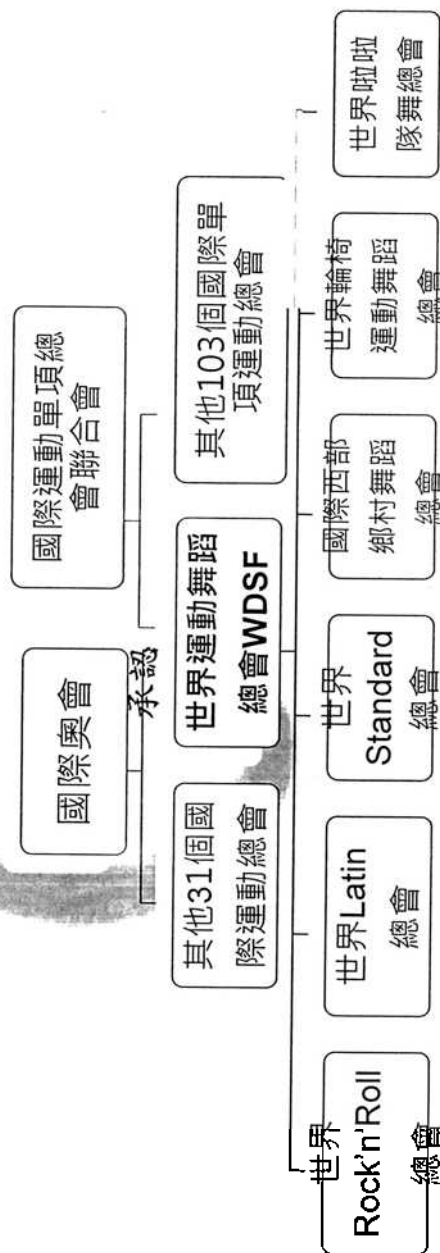 國際奧會
國際運動單項總
會聯合會
承認
其他31個國
際運動總會
世界運動舞蹈
總會WDSF
其他103個國際單
項運動總會
世界
Rock'n'Roll
總會
世界Latin
總會
世界
Standard
總會
國際西部
鄉村舞蹈
總會
世界輪椅
運動舞蹈
總會
世界啦啦
隊舞總會